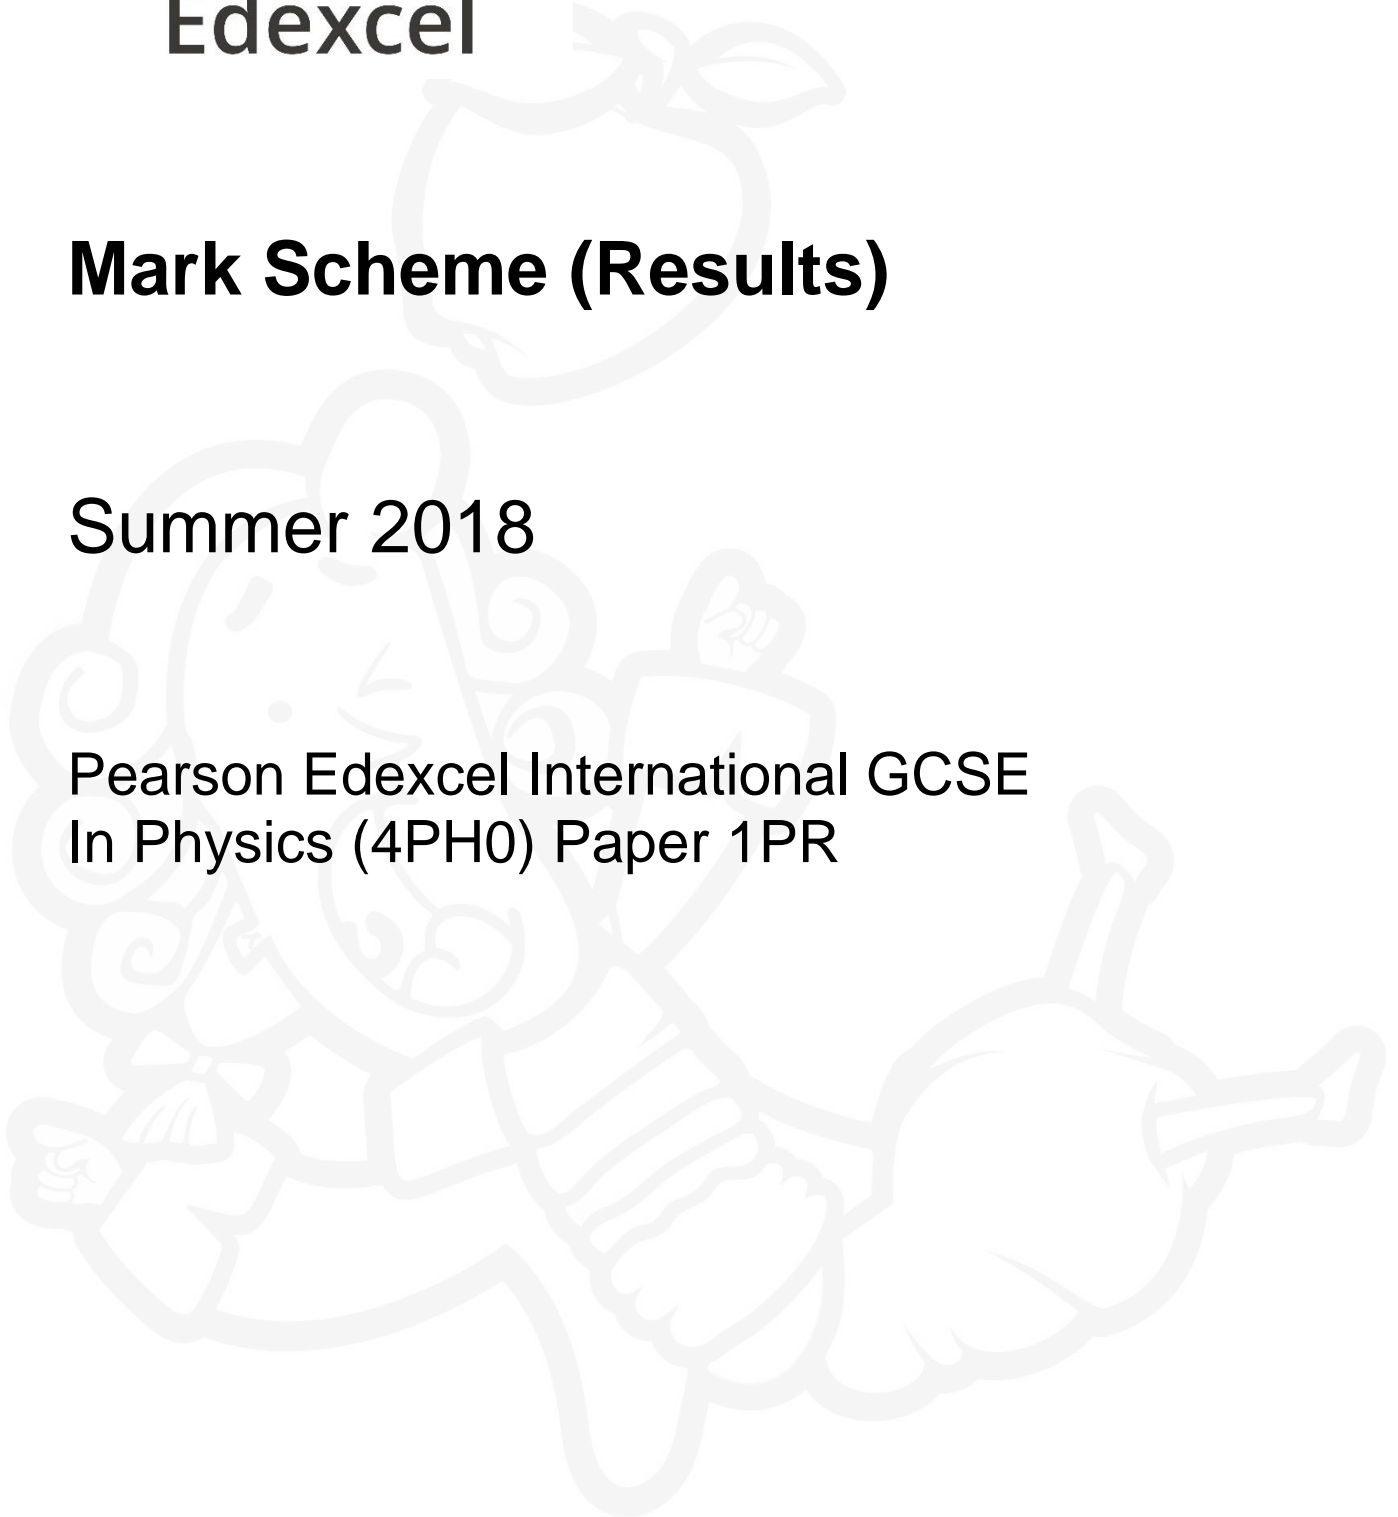 Edexcel
Mark Scheme (Results)
Summer 2018
Pearson Edexcel International GCSE
In Physics (4PH0) Paper 1PR